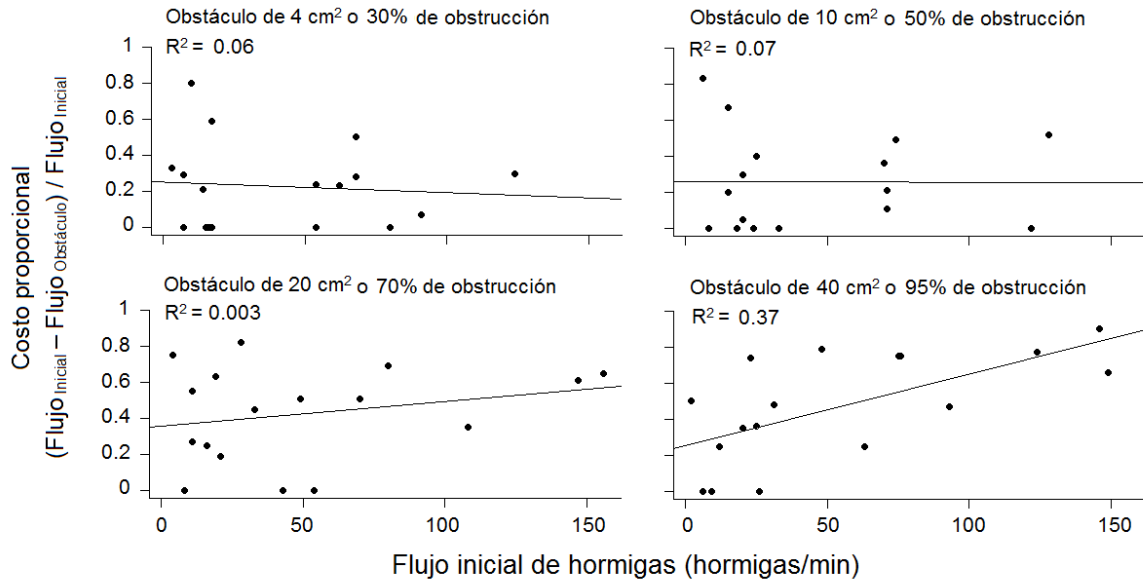 Obstáculo de 4 cm² o 30% de obstrucción
R² = 0.06
Obstáculo de 10 cm² o 50% de obstrucción
R² = 0.07
1
0.8
0.6
0.4
0.2
0
Obstáculo de 20 cm² o 70% de obstrucción
R² = 0.003
Obstáculo de 40 cm² o 95% de obstrucción
R² = 0.37
1
0.8
0.6
0.4
0.2
0
0 50 100 150
0 50 100 150
Costo proporcional
(Flujo Inicial – Flujo Obstáculo) / Flujo Inicial
Flujo inicial de hormigas (hormigas/min)